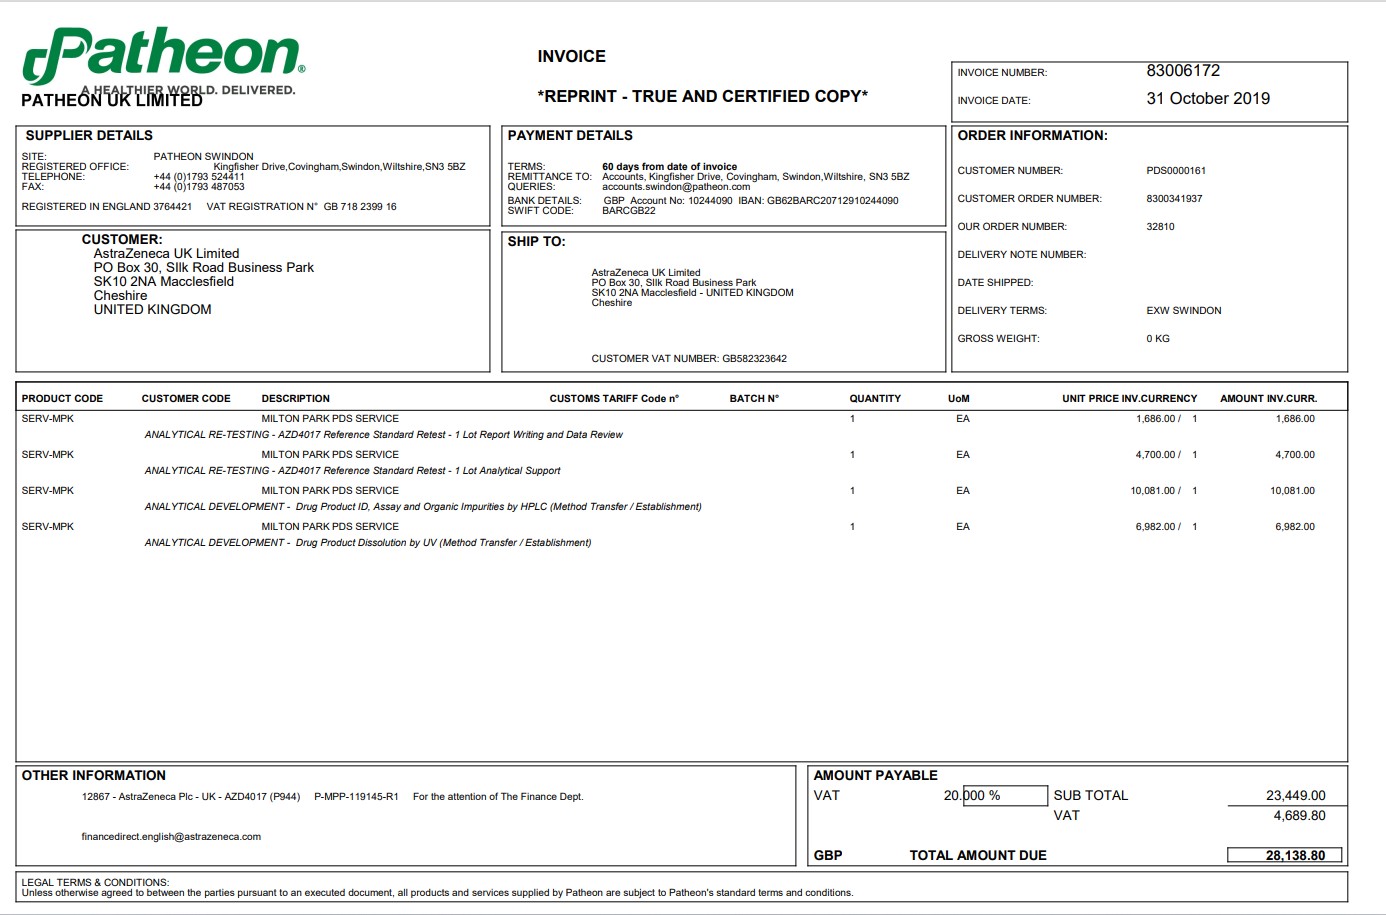 Patheon®
A HEALTHIER WORLD. DELIVERED.
PATHEON UK LIMITED
INVOICE
*REPRINT - TRUE AND CERTIFIED COPY*
INVOICE NUMBER: 83006172
INVOICE DATE: 31 October 2019
SUPPLIER DETAILS
SITE: PATHEON SWINDON
REGISTERED OFFICE: Kingfisher Drive,Covingham,Swindon,Wiltshire,SN3 5BZ
TELEPHONE: +44 (0)1793 524411
FAX: +44 (0)1793 487053
REGISTERED IN ENGLAND 3764421 VAT REGISTRATION N° GB 718 2399 16
PAYMENT DETAILS
TERMS: 60 days from date of invoice
REMITTANCE TO: Accounts, Kingfisher Drive, Covingham, Swindon,Wiltshire, SN3 5BZ
QUERIES: accounts.swindon@patheon.com
BANK DETAILS: GBP Account No: 10244090 IBAN: GB62BARC20712910244090
SWIFT CODE: BARCGB22
ORDER INFORMATION:
CUSTOMER NUMBER: PDS0000161
CUSTOMER ORDER NUMBER: 8300341937
OUR ORDER NUMBER: 32810
DELIVERY NOTE NUMBER:
DATE SHIPPED:
DELIVERY TERMS: EXW SWINDON
GROSS WEIGHT: 0 KG
CUSTOMER:
AstraZeneca UK Limited
PO Box 30, SIlk Road Business Park
SK10 2NA Macclesfield
Cheshire
UNITED KINGDOM
SHIP TO:
AstraZeneca UK Limited
PO Box 30, SIlk Road Business Park
SK10 2NA Macclesfield - UNITED KINGDOM
Cheshire
CUSTOMER VAT NUMBER: GB582323642
PRODUCT CODE CUSTOMER CODE DESCRIPTION CUSTOMS TARIFF Code n° BATCH N° QUANTITY UoM UNIT PRICE INV.CURRENCY AMOUNT INV.CURR.
SERV-MPK MILTON PARK PDS SERVICE 1 EA 1,686.00 / 1 1,686.00
ANALYTICAL RE-TESTING - AZD4017 Reference Standard Retest - 1 Lot Report Writing and Data Review
SERV-MPK MILTON PARK PDS SERVICE 1 EA 4,700.00 / 1 4,700.00
ANALYTICAL RE-TESTING - AZD4017 Reference Standard Retest - 1 Lot Analytical Support
SERV-MPK MILTON PARK PDS SERVICE 1 EA 10,081.00 / 1 10,081.00
ANALYTICAL DEVELOPMENT - Drug Product ID, Assay and Organic Impurities by HPLC (Method Transfer / Establishment)
SERV-MPK MILTON PARK PDS SERVICE 1 EA 6,982.00 / 1 6,982.00
ANALYTICAL DEVELOPMENT - Drug Product Dissolution by UV (Method Transfer / Establishment)
OTHER INFORMATION
12867 - AstraZeneca Plc - UK - AZD4017 (P944) P-MPP-119145-R1 For the attention of The Finance Dept.
financedirect.english@astrazeneca.com
AMOUNT PAYABLE
VAT 20.000 % SUB TOTAL 23,449.00
VAT 4,689.80
GBP TOTAL AMOUNT DUE 28,138.80
LEGAL TERMS & CONDITIONS:
Unless otherwise agreed to between the parties pursuant to an executed document, all products and services supplied by Patheon are subject to Patheon's standard terms and conditions.